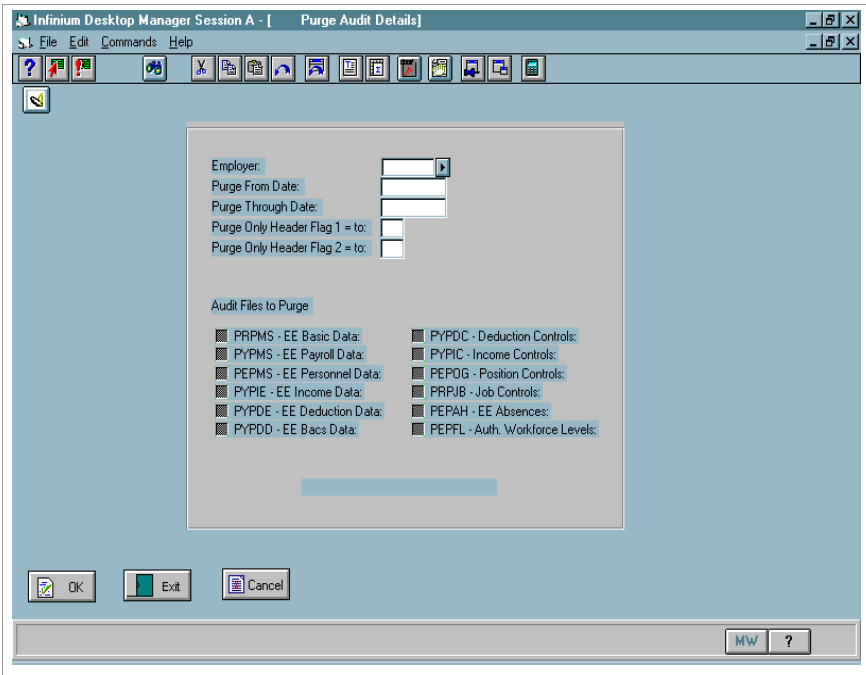 Infinium Desktop Manager Session A - [ Purge Audit Details]
File Edit Commands Help
Employer:
Purge From Date:
Purge Through Date:
Purge Only Header Flag 1 = to:
Purge Only Header Flag 2 = to:
Audit Files to Purge
PRPMS - EE Basic Data: PYPDC - Deduction Controls:
PYPMS - EE Payroll Data: PYPIC - Income Controls:
PEPMS - EE Personnel Data: PEPOG - Position Controls:
PYPIE - EE Income Data: PRPJB - Job Controls:
PYPDE - EE Deduction Data: PEPAH - EE Absences:
PYPDD - EE Bacs Data: PEPFL - Auth. Workforce Levels:
OK Exit Cancel
MW ?